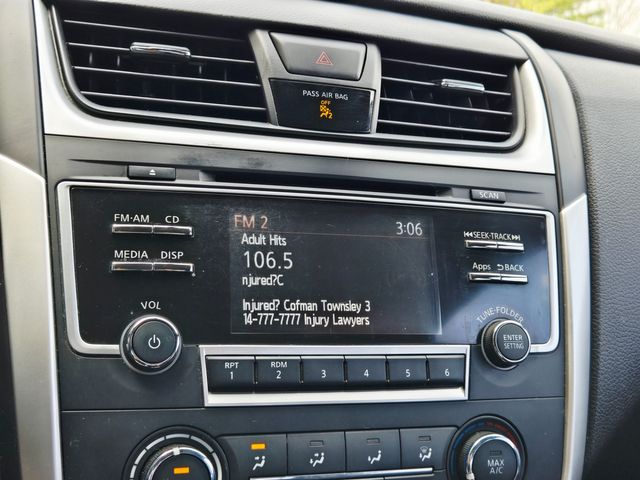 PASS AIR BAG
OFF
2
SCAN
FM·AM CD
MEDIA DISP
VOL
FM 2 3:06
Adult Hits
106.5
njured?C
Injured? Cofman Townsley 3
14-777-7777 Injury Lawyers
SEEK·TRACK
Apps BACK
TUNE·FOLDER
ENTER
SETTING
RPT RDM
1 2 3 4 5 6
MAX
A/C